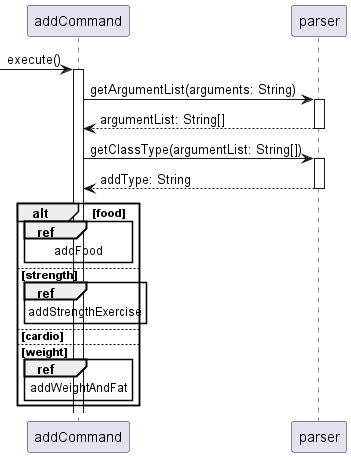 addCommand parser
execute()
getArgumentList(arguments: String)
argumentList: String[]
getClassType(argumentList: String[])
addType: String
alt [food]
ref
addFood
[strength]
ref
addStrengthExercise
[cardio]
[weight]
ref
addWeightAndFat
addCommand parser